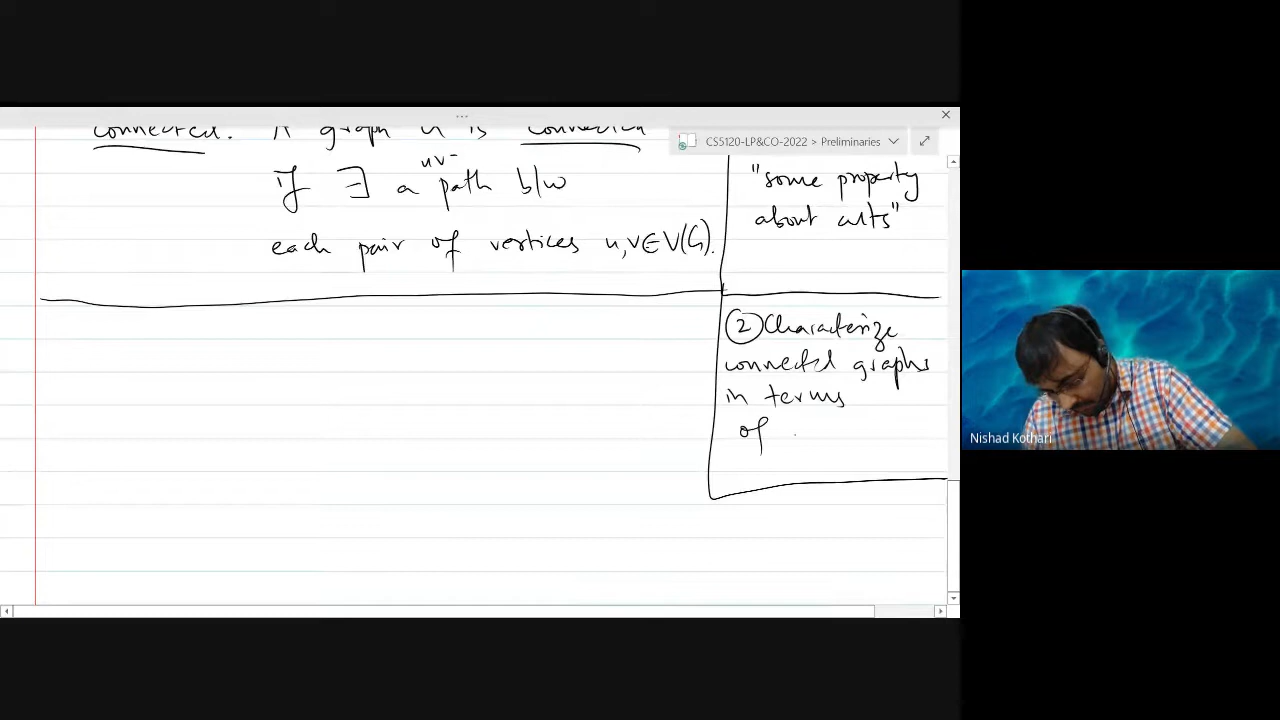 connected. A graph G is connected
CS5120-LP&CO-2022 > Preliminaries
if ∃ a uv- path b/w
each pair of vertices u,v∈V(G).
"some property
about cuts"
② Characterize
connected graphs
in terms
of
Nishad Kothari